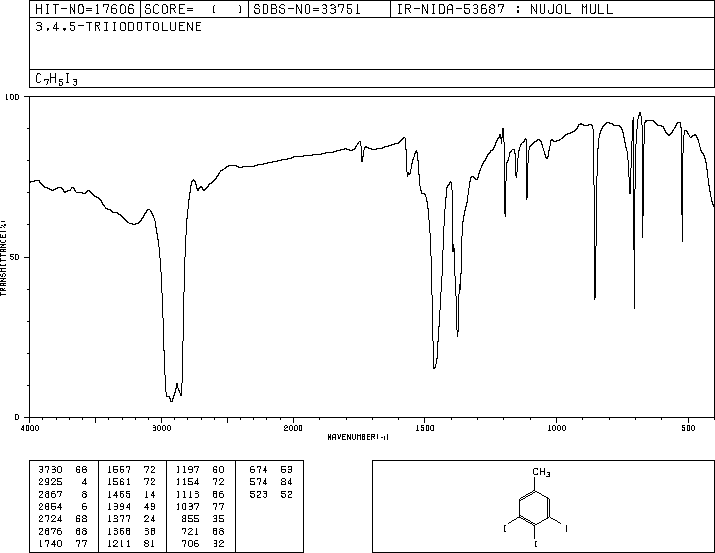 HIT-NO=17606 SCORE= ( ) SDBS-NO=33751 IR-NIDA-53687 : NUJOL MULL
3,4,5-TRIIODOTOLUENE
C7H5I3
100
50
0
TRANSMITTANCE(%)
4000 3000 2000 1500 1000 500
WAVENUMBER(-1)
3730 66 1567 72 1197 60 674 53
2925 4 1561 72 1154 72 574 84
2867 8 1465 14 1113 66 523 52
2854 6 1394 49 1037 77
2724 68 1377 24 855 35
2676 68 1368 38 721 68
1740 77 1211 81 706 32
CH3
I I
I